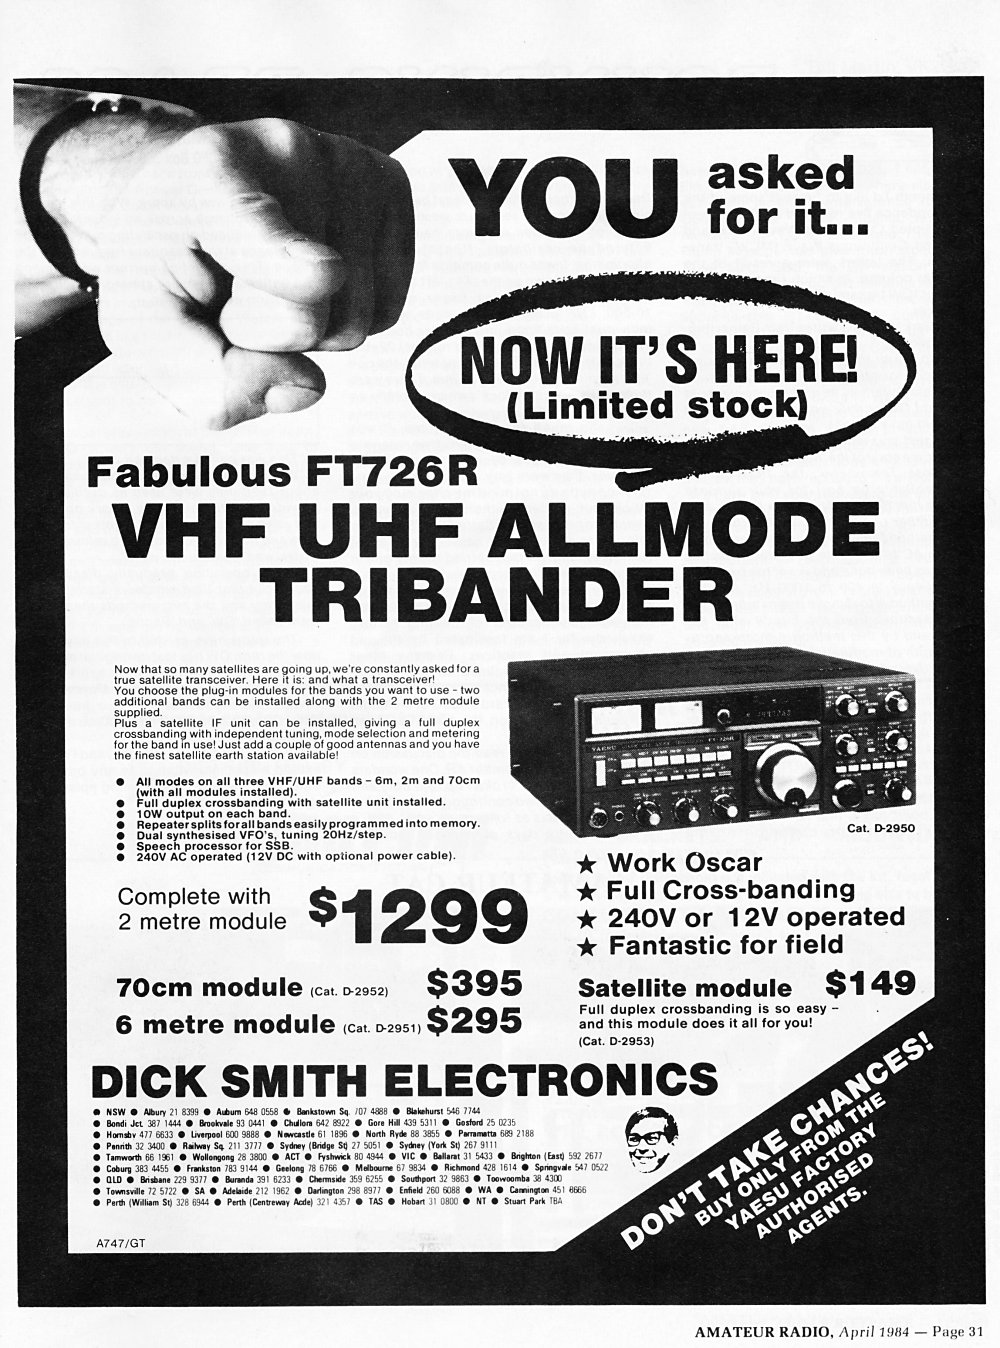 YOU asked
for it...
NOW IT'S HERE!
(Limited stock)
Fabulous FT726R
VHF UHF ALLMODE
TRIBANDER
Now that so many satellites are going up, we're constantly asked for a
true satellite transceiver. Here it is: and what a transceiver!
You choose the plug-in modules for the bands you want to use – two
additional bands can be installed along with the 2 metre module
supplied.
Plus a satellite IF unit can be installed, giving a full duplex
crossbanding with independent tuning, mode selection and metering
for the band in use! Just add a couple of good antennas and you have
the finest satellite earth station available!
● All modes on all three VHF/UHF bands – 6m, 2m and 70cm
(with all modules installed).
● Full duplex crossbanding with satellite unit installed.
● 10W output on each band.
● Repeater splits for all bands easily programmed into memory.
● Dual synthesised VFO's, tuning 20Hz/step.
● Speech processor for SSB.
● 240V AC operated (12V DC with optional power cable).
YAESU
FT-726R
Cat. D-2950
★ Work Oscar
★ Full Cross-banding
★ 240V or 12V operated
★ Fantastic for field
Complete with
2 metre module $1299
70cm module (Cat. D-2952) $395
6 metre module (Cat. D-2951) $295
Satellite module $149
Full duplex crossbanding is so easy –
and this module does it all for you!
(Cat. D-2953)
DICK SMITH ELECTRONICS
● NSW ● Albury 21 8399 ● Auburn 648 0558 ● Bankstown Sq. 707 4888 ● Blakehurst 546 7744
● Bondi Jct. 387 1444 ● Brookvale 93 0441 ● Chullora 642 8922 ● Gore Hill 439 5311 ● Gosford 25 0235
● Hornsby 477 6633 ● Liverpool 600 9888 ● Newcastle 61 1896 ● North Ryde 88 3855 ● Parramatta 689 2188
● Penrith 32 3400 ● Railway Sq. 211 3777 ● Sydney (Bridge St) 27 5051 ● Sydney (York St) 267 9111
● Tamworth 66 1961 ● Wollongong 28 3800 ● ACT ● Fyshwick 80 4944 ● VIC ● Ballarat 31 5433 ● Brighton (East) 592 2677
● Coburg 383 4455 ● Frankston 783 9144 ● Geelong 78 6766 ● Melbourne 67 9834 ● Richmond 428 1614 ● Springvale 547 0522
● QLD ● Brisbane 229 9377 ● Buranda 391 6233 ● Chermside 359 6255 ● Southport 32 9863 ● Toowoomba 38 4300
● Townsville 72 5722 ● SA ● Adelaide 212 1962 ● Darlington 298 8977 ● Enfield 260 6088 ● WA ● Cannington 451 8666
● Perth (William St) 328 6944 ● Perth (Centreway Acde) 321 4357 ● TAS ● Hobart 31 0800 ● NT ● Stuart Park TBA
DON'T TAKE CHANCES!
BUY ONLY FROM THE
YAESU FACTORY
AUTHORISED
AGENTS.
A747/GT
AMATEUR RADIO, April 1984 — Page 31